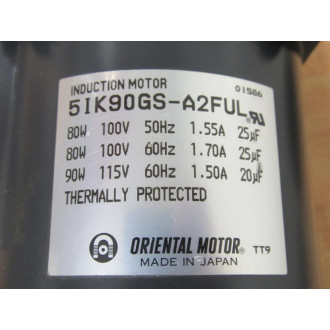 INDUCTION MOTOR 01586
5IK90GS-A2FUL
80W 100V 50Hz 1.55A 25μF
80W 100V 60Hz 1.70A 25μF
90W 115V 60Hz 1.50A 20μF
THERMALLY PROTECTED
ORIENTAL MOTOR® TT9
MADE IN JAPAN